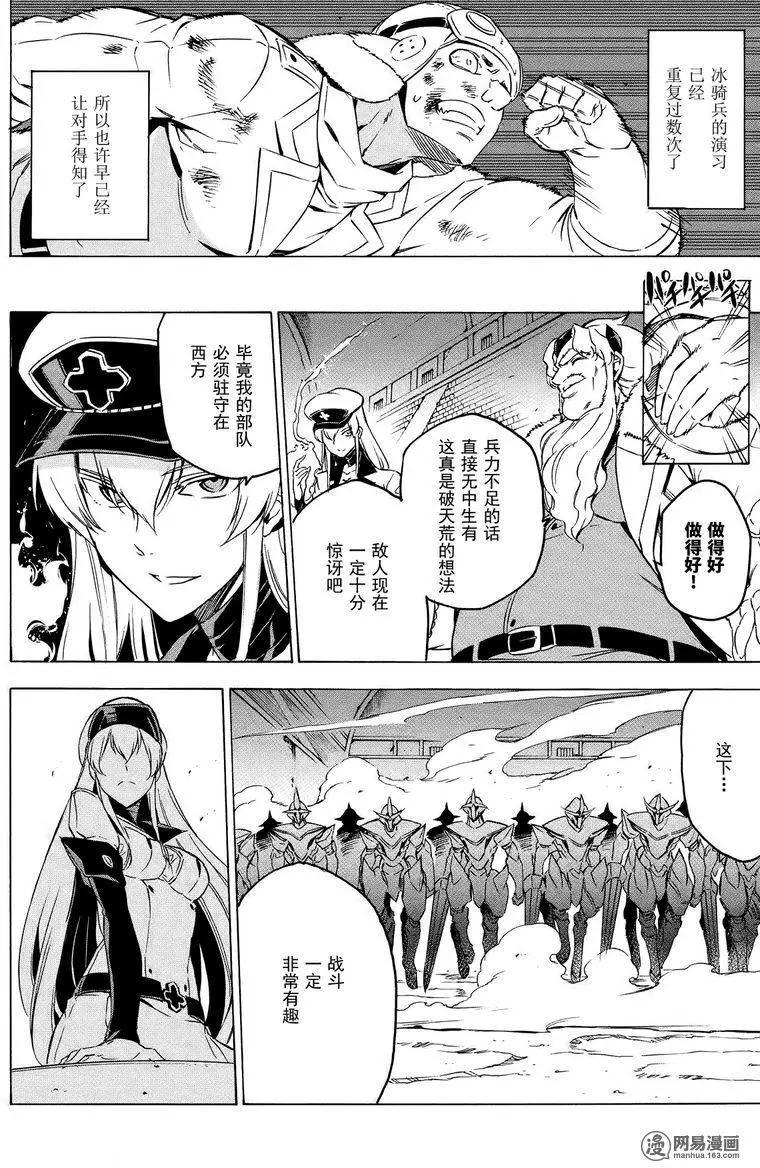 冰骑兵的演习
已经
重复过数次了
所以也许早已经
让对手得知了
パチパチパチ
做得好
做得好！
兵力不足的话
直接无中生有
这真是破天荒的想法
敌人现在
一定十分
惊讶吧
毕竟我的部队
必须驻守在
西方
这下…
战斗
一定
非常有趣
网易漫画
manhua.163.com